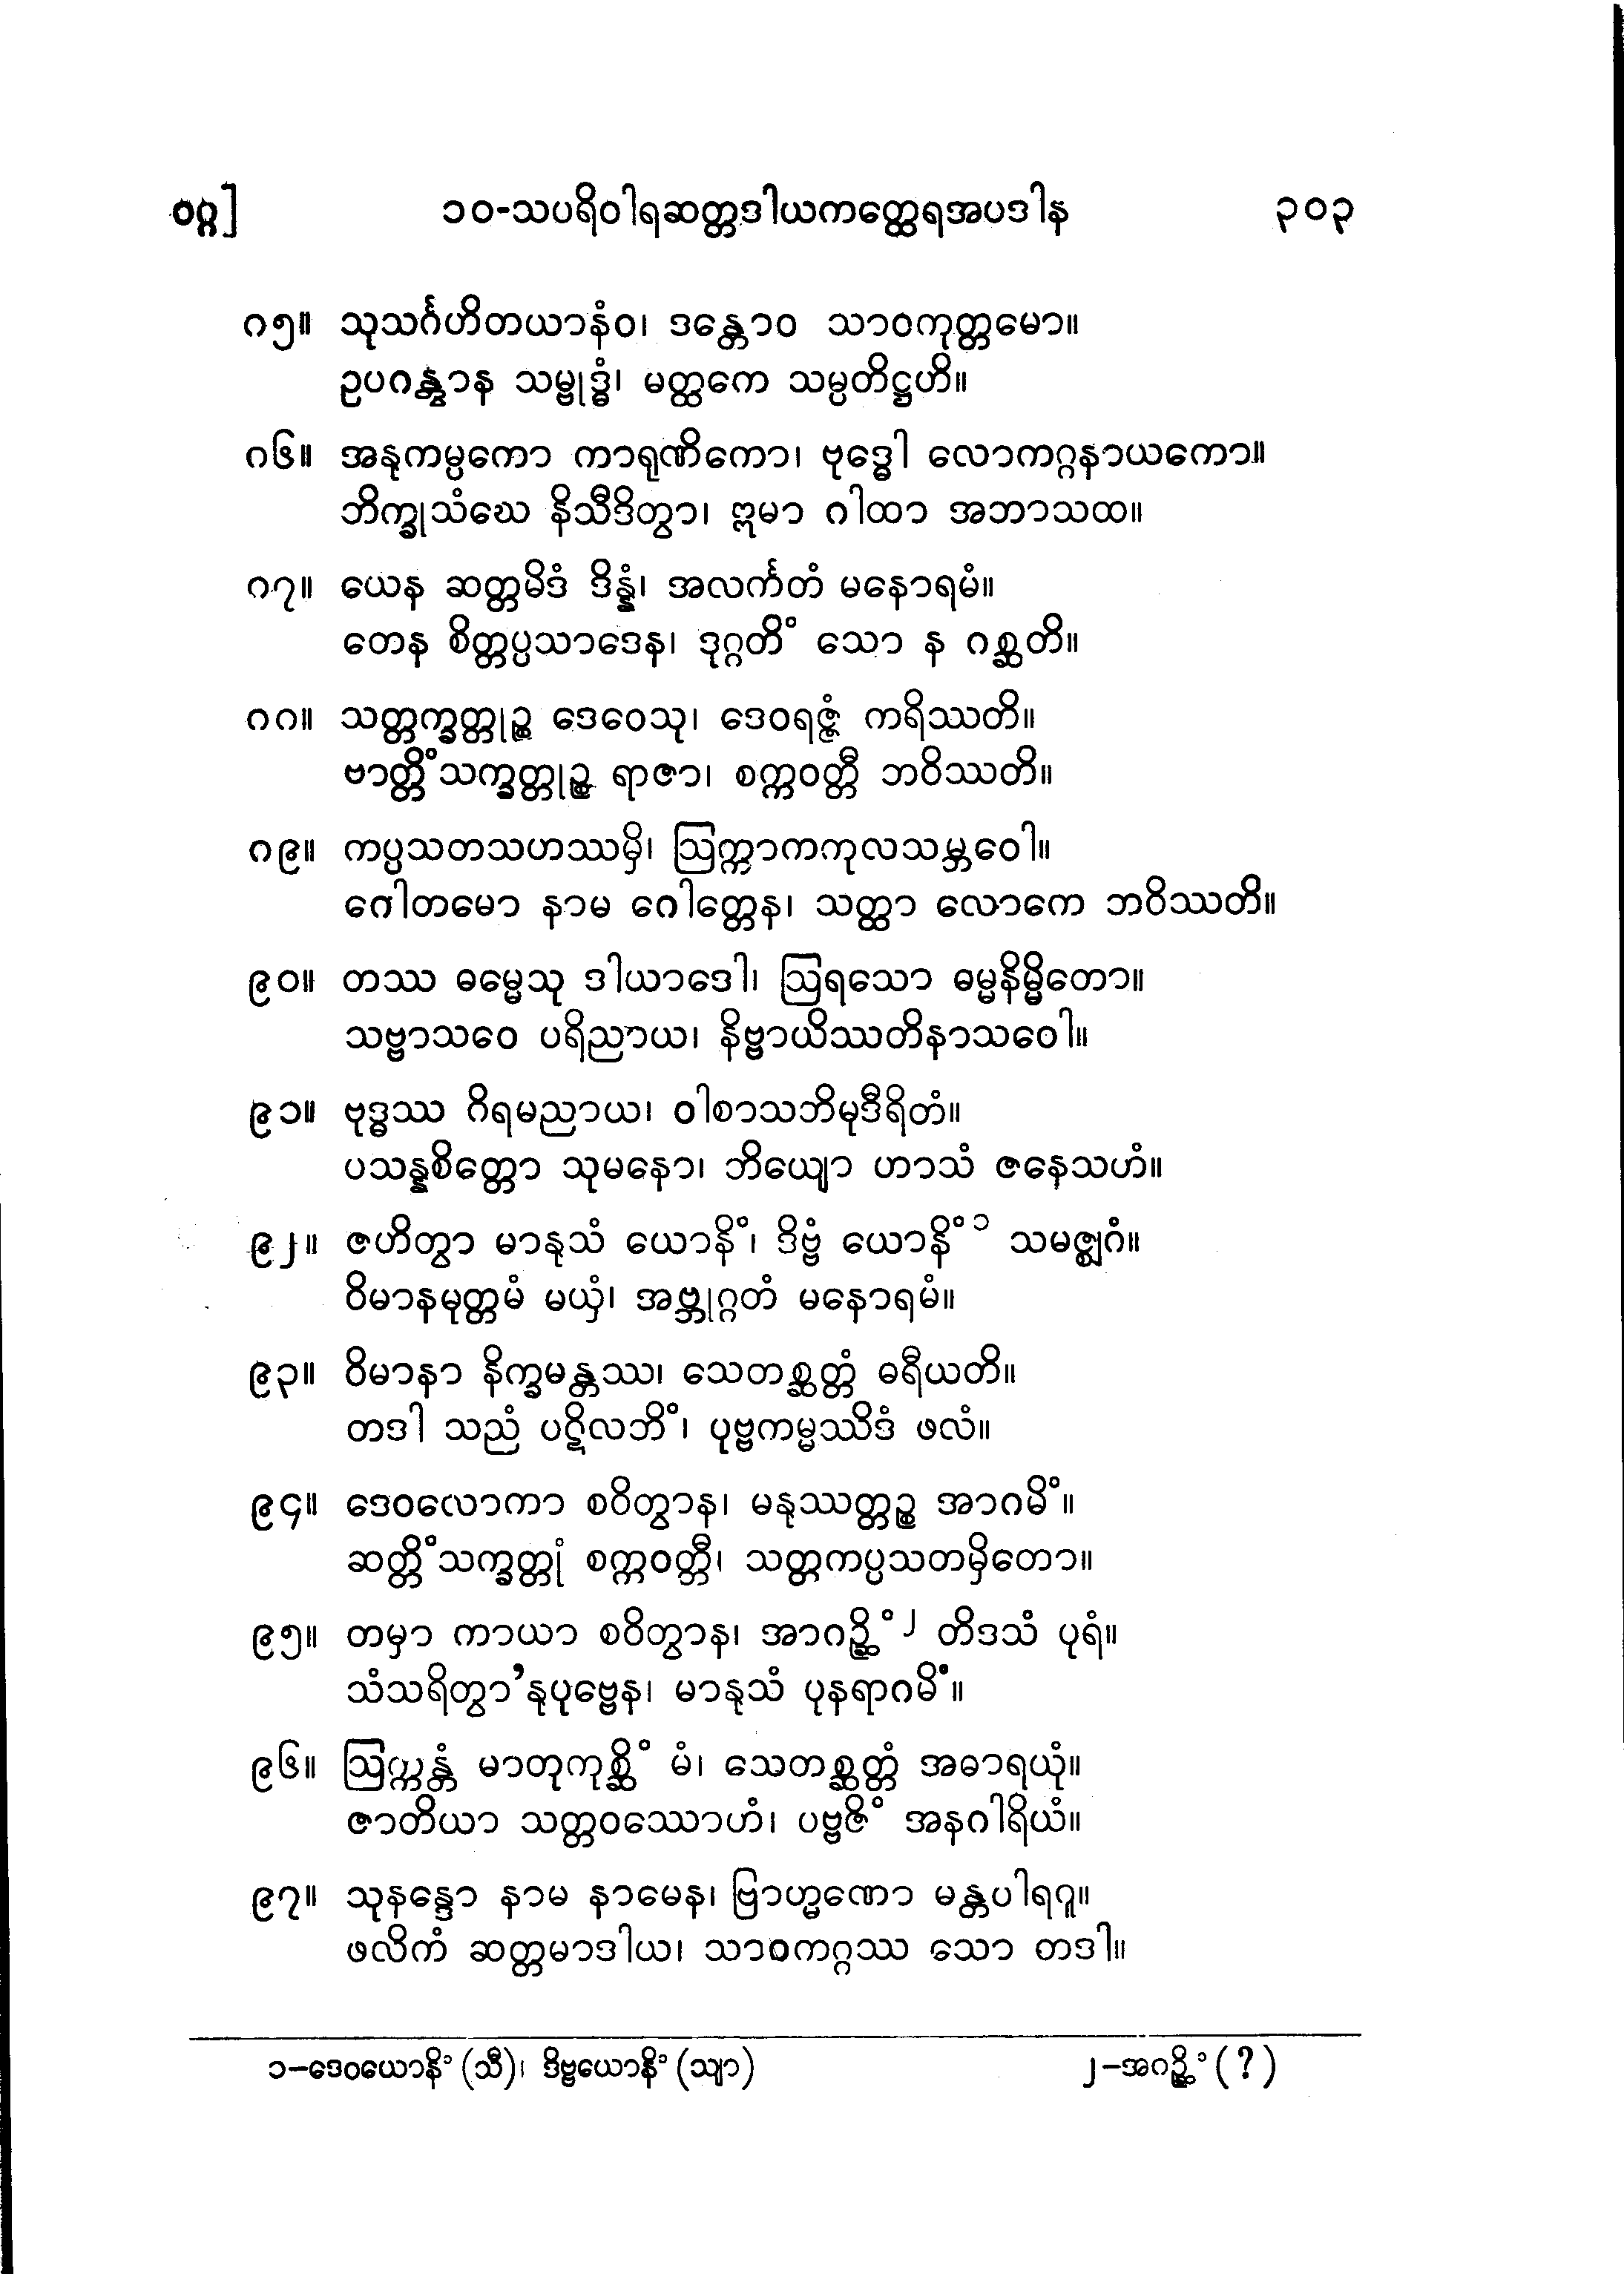 ဝဂ္ဂ] ၁၀-သပရိဝါရဆတ္တဒါယကတ္ထေရအပဒါန ၃၀၃
၈၅။ သုသင်္ဂဟိတယာနံဝ၊ ဒန္တောဝ သာဝကုတ္တမော။
ဥပဂန္တွာန သမ္ဗုဒ္ဓံ၊ မတ္ထကေ သမ္ပတိဋ္ဌဟိ။
၈၆။ အနုကမ္ပကော ကာရုဏိကော၊ ဗုဒ္ဓေါ လောကဂ္ဂနာယကော။
ဘိက္ခုသံဃေ နိသီဒိတွာ၊ ဣမာ ဂါထာ အဘာသထ။
၈၇။ ယေန ဆတ္တမိဒံ ဒိန္နံ၊ အလင်္ကတံ မနောရမံ။
တေန စိတ္တပ္ပသာဒေန၊ ဒုဂ္ဂတိံ သော န ဂစ္ဆတိ။
၈၈။ သတ္တက္ခတ္တုဉ္စ ဒေဝေသု၊ ဒေဝရဇ္ဇံ ကရိဿတိ။
ဗာတ္တိံသက္ခတ္တုဉ္စ ရာဇာ၊ စက္ကဝတ္တီ ဘဝိဿတိ။
၈၉။ ကပ္ပသတသဟဿမှိ၊ ဩက္ကာကကုလသမ္ဘဝေါ။
ဂေါတမော နာမ ဂေါတ္တေန၊ သတ္ထာ လောကေ ဘဝိဿတိ။
၉၀။ တဿ ဓမ္မေသု ဒါယာဒေါ၊ ဩရသော ဓမ္မနိမ္မိတော။
သဗ္ဗာသဝေ ပရိညာယ၊ နိဗ္ဗာယိဿတိနာသဝေါ။
၉၁။ ဗုဒ္ဓဿ ဂိရမညာယ၊ ဝါစာသဘိမုဒီရိတံ။
ပသန္နစိတ္တော သုမနော၊ ဘိယျော ဟာသံ ဇနေသဟံ။
၉၂။ ဇဟိတွာ မာနုသံ ယောနိံ၊ ဒိဗ္ဗံ ယောနိံ ၁ သမဇ္ဈဂံ။
ဝိမာနမုတ္တမံ မယှံ၊ အဗ္ဘုဂ္ဂတံ မနောရမံ။
၉၃။ ဝိမာနာ နိက္ခမန္တဿ၊ သေတစ္ဆတ္တံ ဓရီယတိ။
တဒါ သညံ ပဋိလဘိံ၊ ပုဗ္ဗကမ္မဿိဒံ ဖလံ။
၉၄။ ဒေဝလောကာ စဝိတွာန၊ မနုဿတ္တဉ္စ အာဂမိံ။
ဆတ္တိံသက္ခတ္တုံ စက္ကဝတ္တီ၊ သတ္တကပ္ပသတမှိတော။
၉၅။ တမှာ ကာယာ စဝိတွာန၊ အာဂဉ္ဆိံ ၂ တိဒသံ ပုရံ။
သံသရိတွာ’နုပုဗ္ဗေန၊ မာနုသံ ပုနရာဂမိံ။
၉၆။ ဩက္ကန္တံ မာတုကုစ္ဆိံ မံ၊ သေတစ္ဆတ္တံ အဓာရယုံ။
ဇာတိယာ သတ္တဝဿောဟံ၊ ပဗ္ဗဇိံ အနဂါရိယံ။
၉၇။ သုနန္ဒော နာမ နာမေန၊ ဗြာဟ္မဏော မန္တပါရဂူ။
ဖလိကံ ဆတ္တမာဒါယ၊ သာဝကဂ္ဂဿ သော တဒါ။
၁–ဒေဝယောနိံ (သီ)၊ ဒိဗ္ဗယောနိံ (သျာ) ၂–အဂဉ္ဆိံ (?)